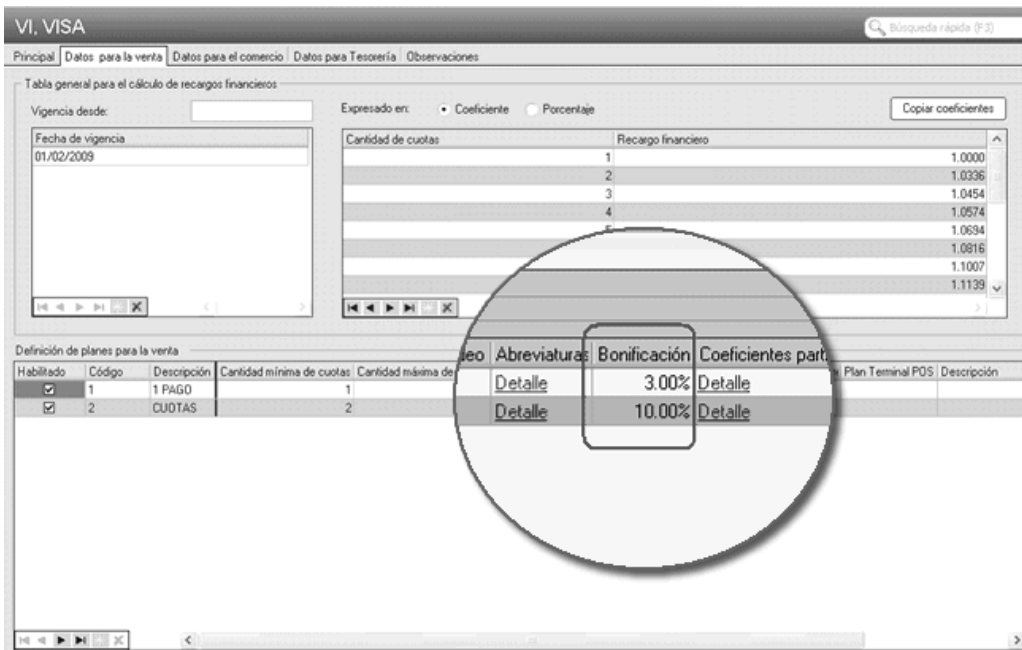 VI, VISA
Búsqueda rápida (F3)
Principal Datos para la venta Datos para el comercio Datos para Tesorería Observaciones
Tabla general para el cálculo de recargos financieros
Vigencia desde: Expresado en: Coeficiente Porcentaje Copiar coeficientes
Fecha de vigencia Cantidad de cuotas Recargo financiero
01/02/2009 1 1.0000
2 1.0336
3 1.0454
4 1.0574
1.0694
1.0816
1.1007
1.1139
Definición de planes para la venta
Habilitado Código Descripción Cantidad mínima de cuotas Cantidad máxima de Abreviaturas Bonificación Coeficientes part. Plan Terminal POS Descripción
1 1 PAGO 1 Detalle 3.00% Detalle
2 CUOTAS 2 Detalle 10.00% Detalle